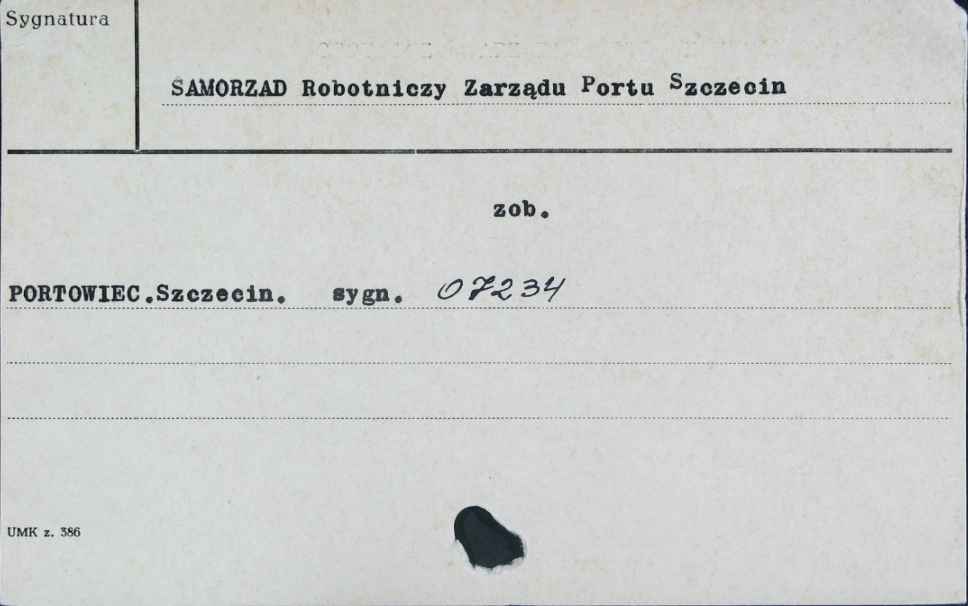 Sygnatura
SAMORZAD Robotniczy Zarządu Portu Szczecin
zob.
PORTOWIEC.Szczecin. sygn. 07234
UMK z. 386